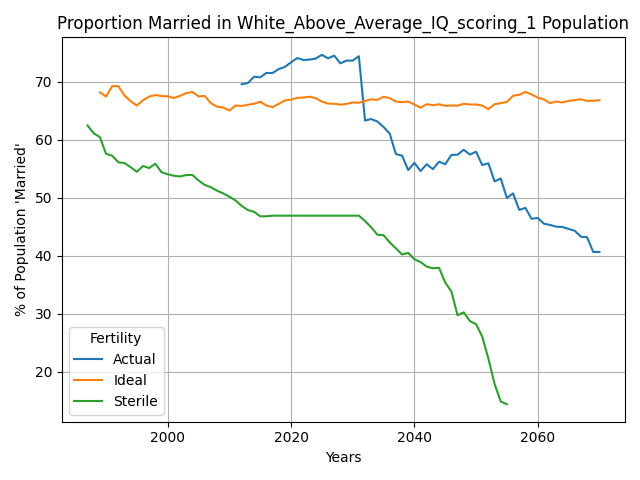 Proportion Married in White_Above_Average_IQ_scoring_1 Population
% of Population 'Married'
70
60
50
40
30
20
Fertility
Actual
Ideal
Sterile
2000
2020
2040
2060
Years